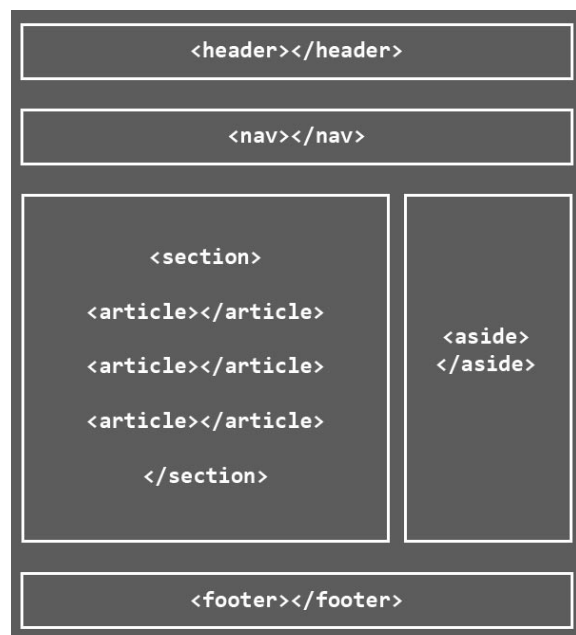 <header></header>
<nav></nav>
<section>
<article></article>
<article></article>
<article></article>
</section>
<aside>
</aside>
<footer></footer>